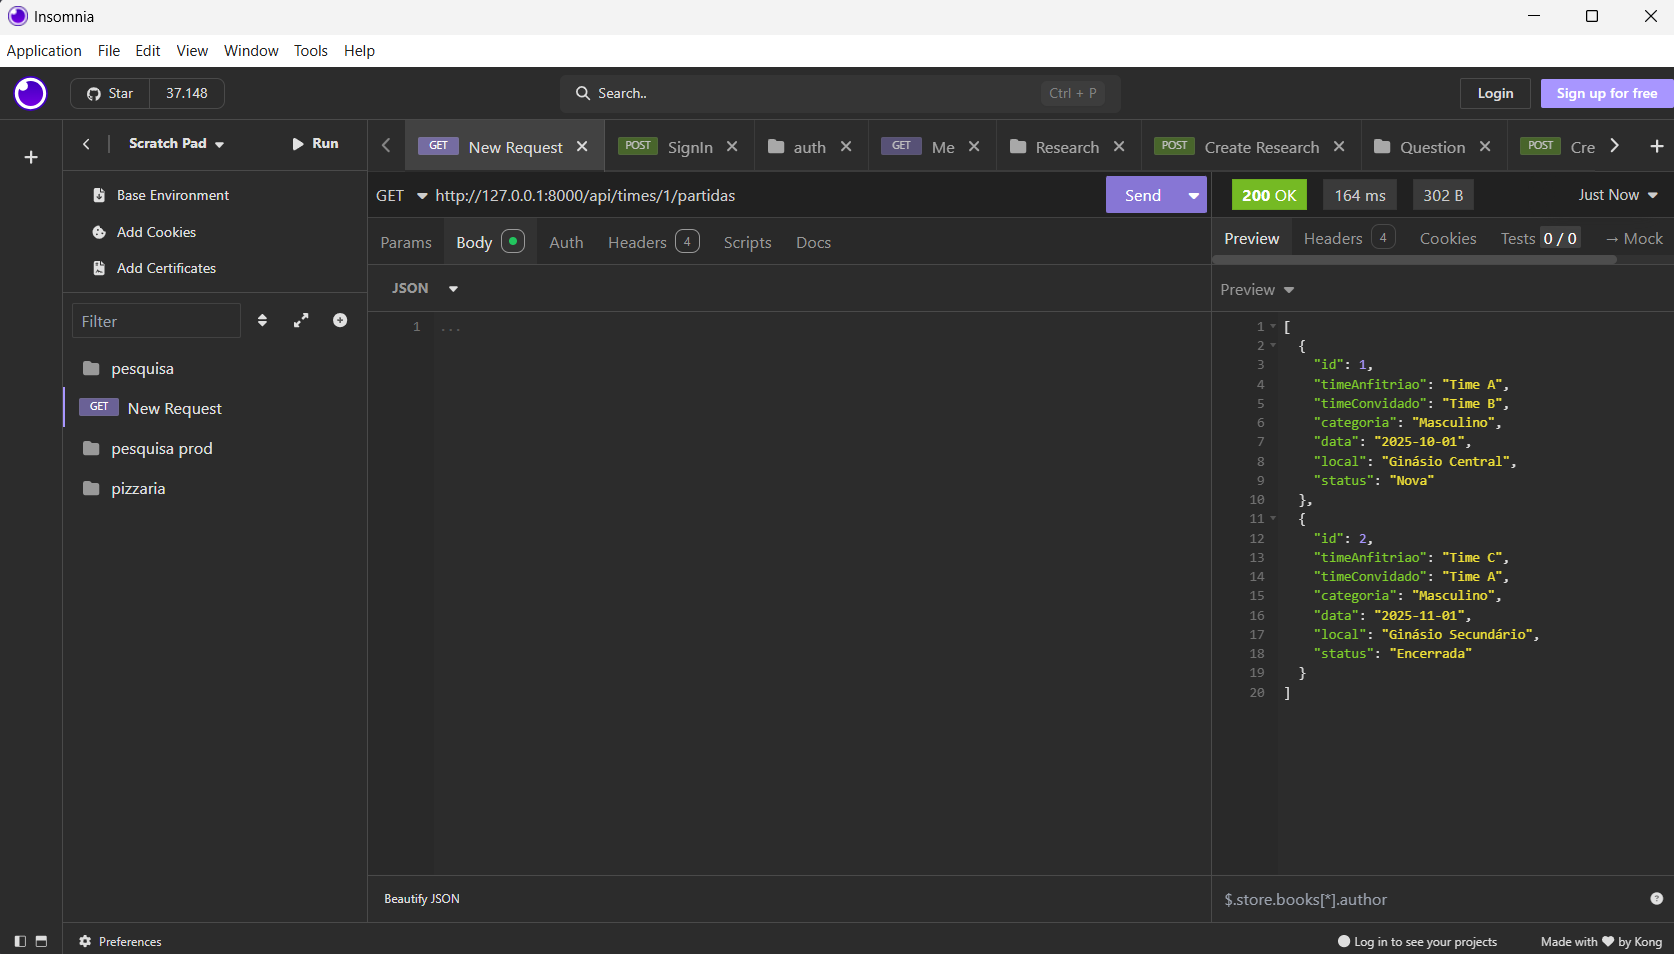 Insomnia
Application File Edit View Window Tools Help
Star 37.148 Search.. Ctrl + P Login Sign up for free
Scratch Pad Run
GET New Request POST SignIn auth GET Me Research POST Create Research Question POST Cre
Base Environment
Add Cookies
Add Certificates
Filter
pesquisa
GET New Request
pesquisa prod
pizzaria
GET http://127.0.0.1:8000/api/times/1/partidas Send
Params Body Auth Headers 4 Scripts Docs
JSON
1 ...
Beautify JSON
200 OK 164 ms 302 B Just Now
Preview Headers 4 Cookies Tests 0 / 0 → Mock
Preview
1 [
2 {
3 "id": 1,
4 "timeAnfitriao": "Time A",
5 "timeConvidado": "Time B",
6 "categoria": "Masculino",
7 "data": "2025-10-01",
8 "local": "Ginásio Central",
9 "status": "Nova"
10 },
11 {
12 "id": 2,
13 "timeAnfitriao": "Time C",
14 "timeConvidado": "Time A",
15 "categoria": "Masculino",
16 "data": "2025-11-01",
17 "local": "Ginásio Secundário",
18 "status": "Encerrada"
19 }
20 ]
$.store.books[*].author
Preferences Log in to see your projects Made with ♥ by Kong